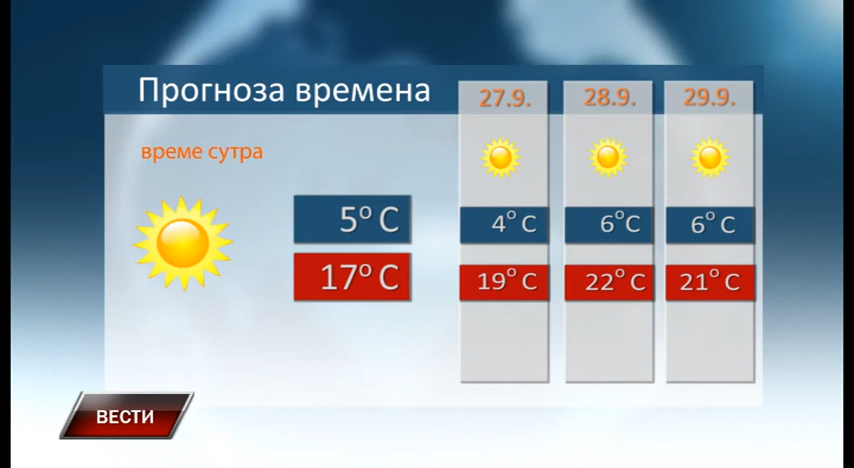 Прогноза времена
време сутра
5° C
17° C
27.9.
4° C
19° C
28.9.
6°C
22° C
29.9.
6° C
21° C
ВЕСТИ